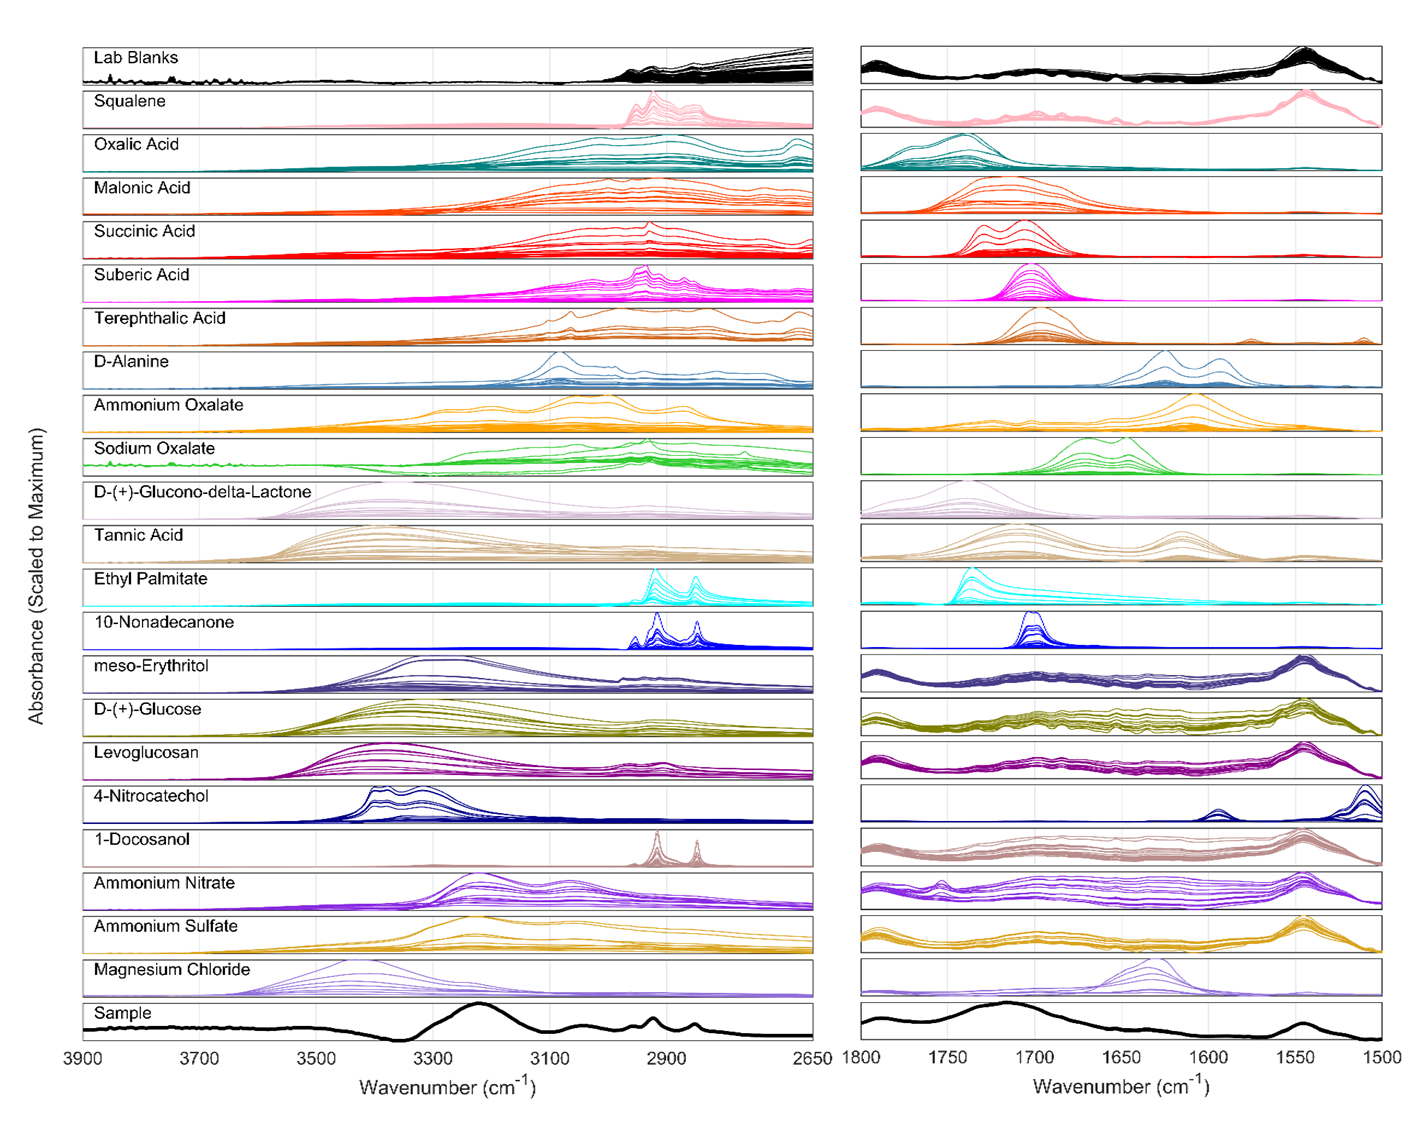 Lab Blanks
Squalene
Oxalic Acid
Malonic Acid
Succinic Acid
Suberic Acid
Terephthalic Acid
D-Alanine
Ammonium Oxalate
Sodium Oxalate
D-(+)-Glucono-delta-Lactone
Tannic Acid
Ethyl Palmitate
10-Nonadecanone
meso-Erythritol
D-(+)-Glucose
Levoglucosan
4-Nitrocatechol
1-Docosanol
Ammonium Nitrate
Ammonium Sulfate
Magnesium Chloride
Sample
Absorbance (Scaled to Maximum)
3900 3700 3500 3300 3100 2900 2650
1800 1750 1700 1650 1600 1550 1500
Wavenumber (cm⁻¹)
Wavenumber (cm⁻¹)